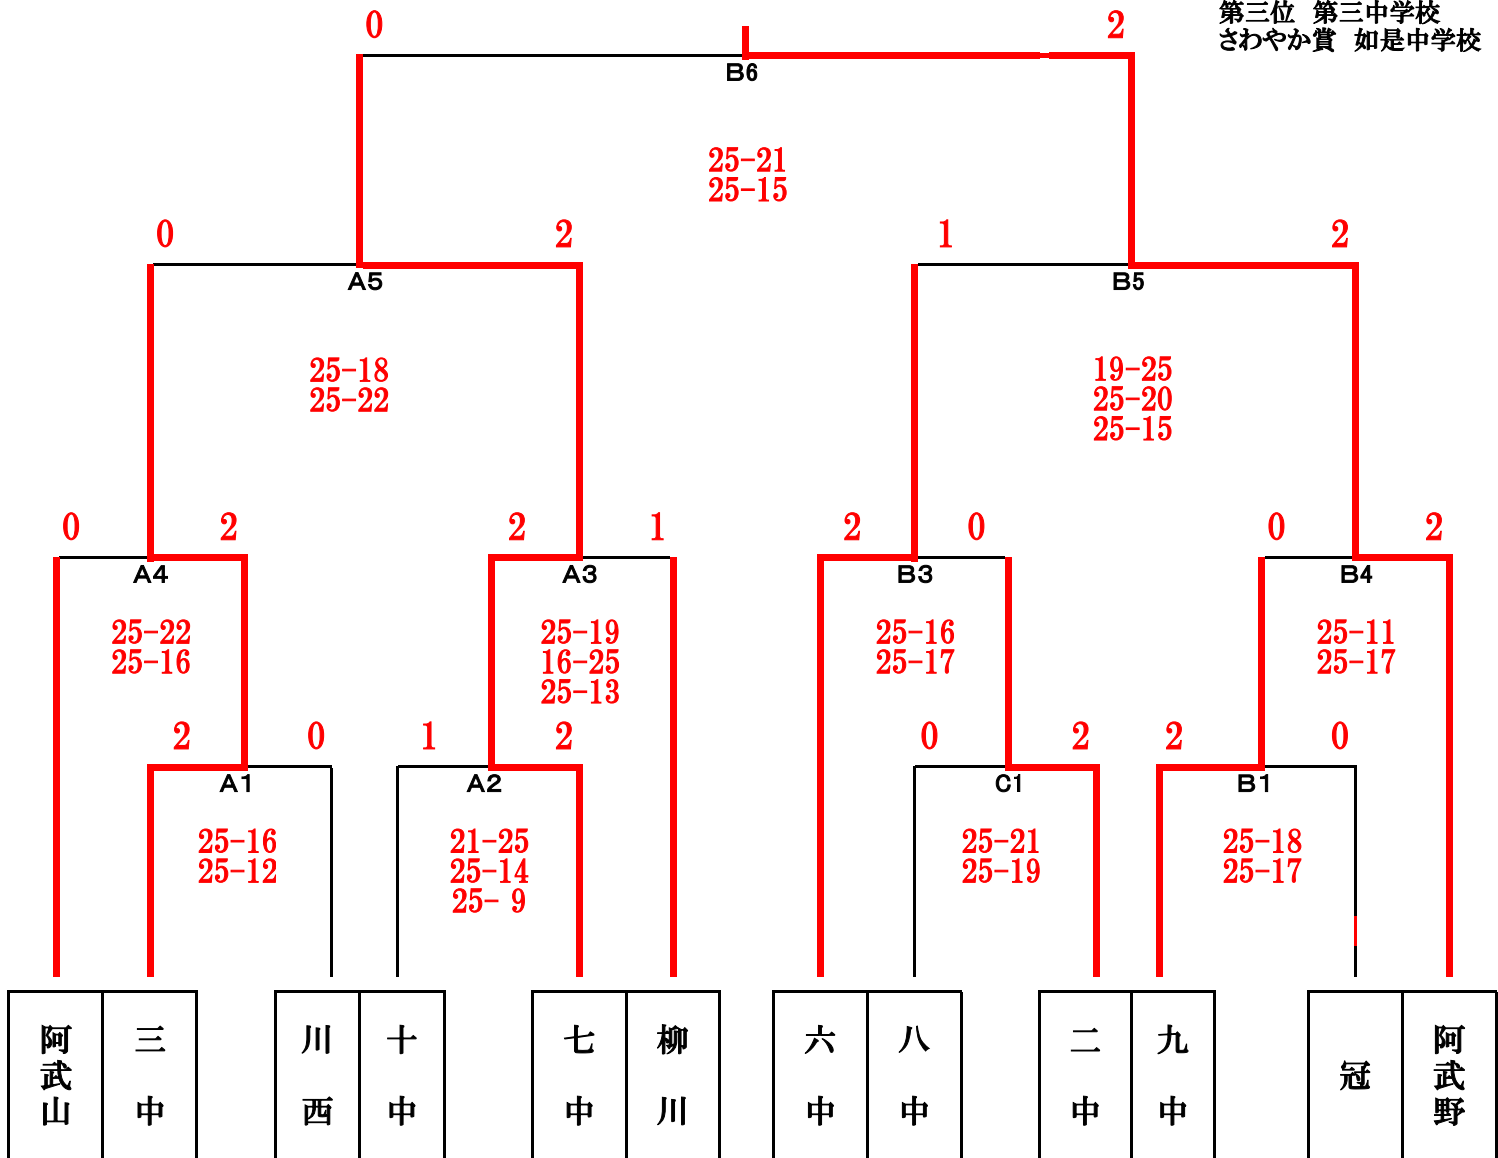 第三位 第三中学校
さわやか賞 如是中学校
0 2
B6
25-21
25-15
0 2 1 2
A5 B5
25-18
25-22
19-25
25-20
25-15
0 2 2 1 2 0 0 2
A4 A3 B3 B4
25-22
25-16
25-19
16-25
25-13
25-16
25-17
25-11
25-17
2 0 1 2 0 2 2 0
A1 A2 C1 B1
25-16
25-12
21-25
25-14
25- 9
25-21
25-19
25-18
25-17
阿武山
三中
川西
十中
七中
柳川
六中
八中
二中
九中
冠
阿武野